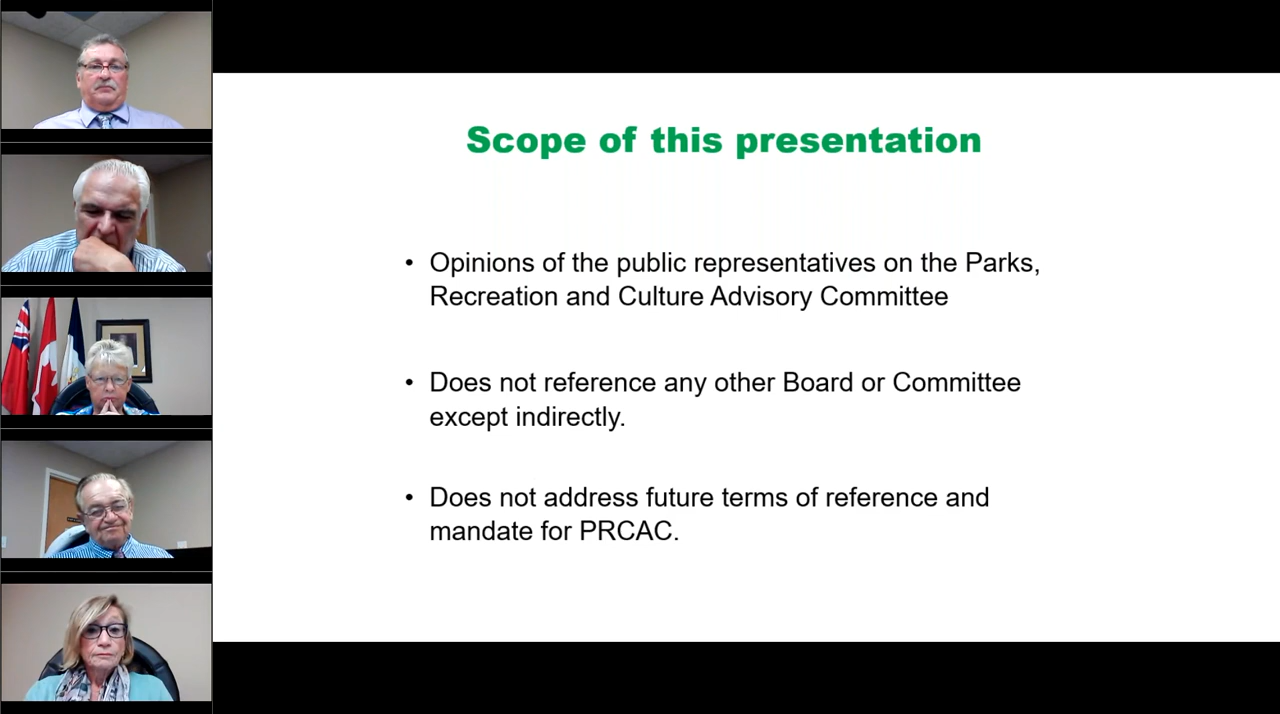 Scope of this presentation
• Opinions of the public representatives on the Parks,
Recreation and Culture Advisory Committee
• Does not reference any other Board or Committee
except indirectly.
• Does not address future terms of reference and
mandate for PRCAC.